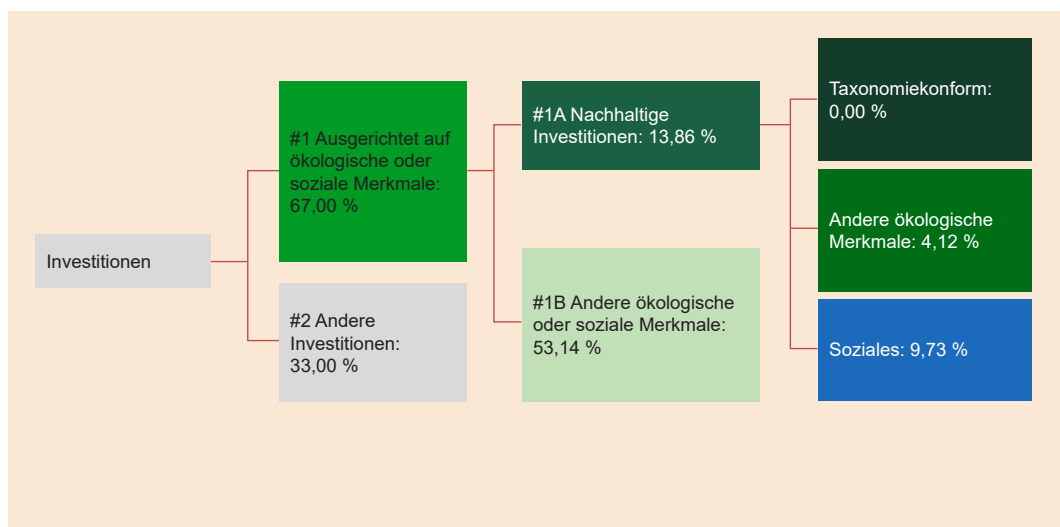 Investitionen
#1 Ausgerichtet auf
ökologische oder
soziale Merkmale:
67,00 %
#2 Andere
Investitionen:
33,00 %
#1A Nachhaltige
Investitionen: 13,86 %
#1B Andere ökologische
oder soziale Merkmale:
53,14 %
Taxonomiekonform:
0,00 %
Andere ökologische
Merkmale: 4,12 %
Soziales: 9,73 %